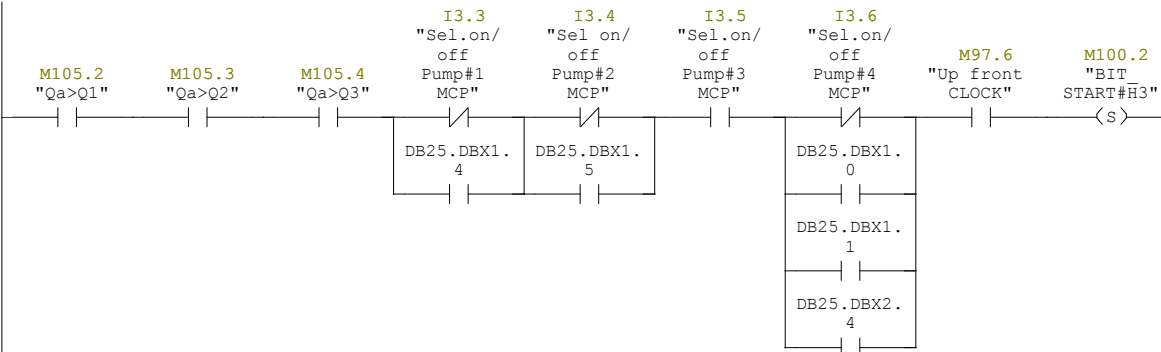 I3.3
"Sel.on/
off
Pump#1
MCP"
I3.4
"Sel on/
off
Pump#2
MCP"
I3.5
"Sel.on/
off
Pump#3
MCP"
I3.6
"Sel.on/
off
Pump#4
MCP"
M105.2
"Qa>Q1"
M105.3
"Qa>Q2"
M105.4
"Qa>Q3"
M97.6
"Up front
CLOCK"
M100.2
"BIT_
START#H3"
S
DB25.DBX1.
4
DB25.DBX1.
5
DB25.DBX1.
0
DB25.DBX1.
1
DB25.DBX2.
4